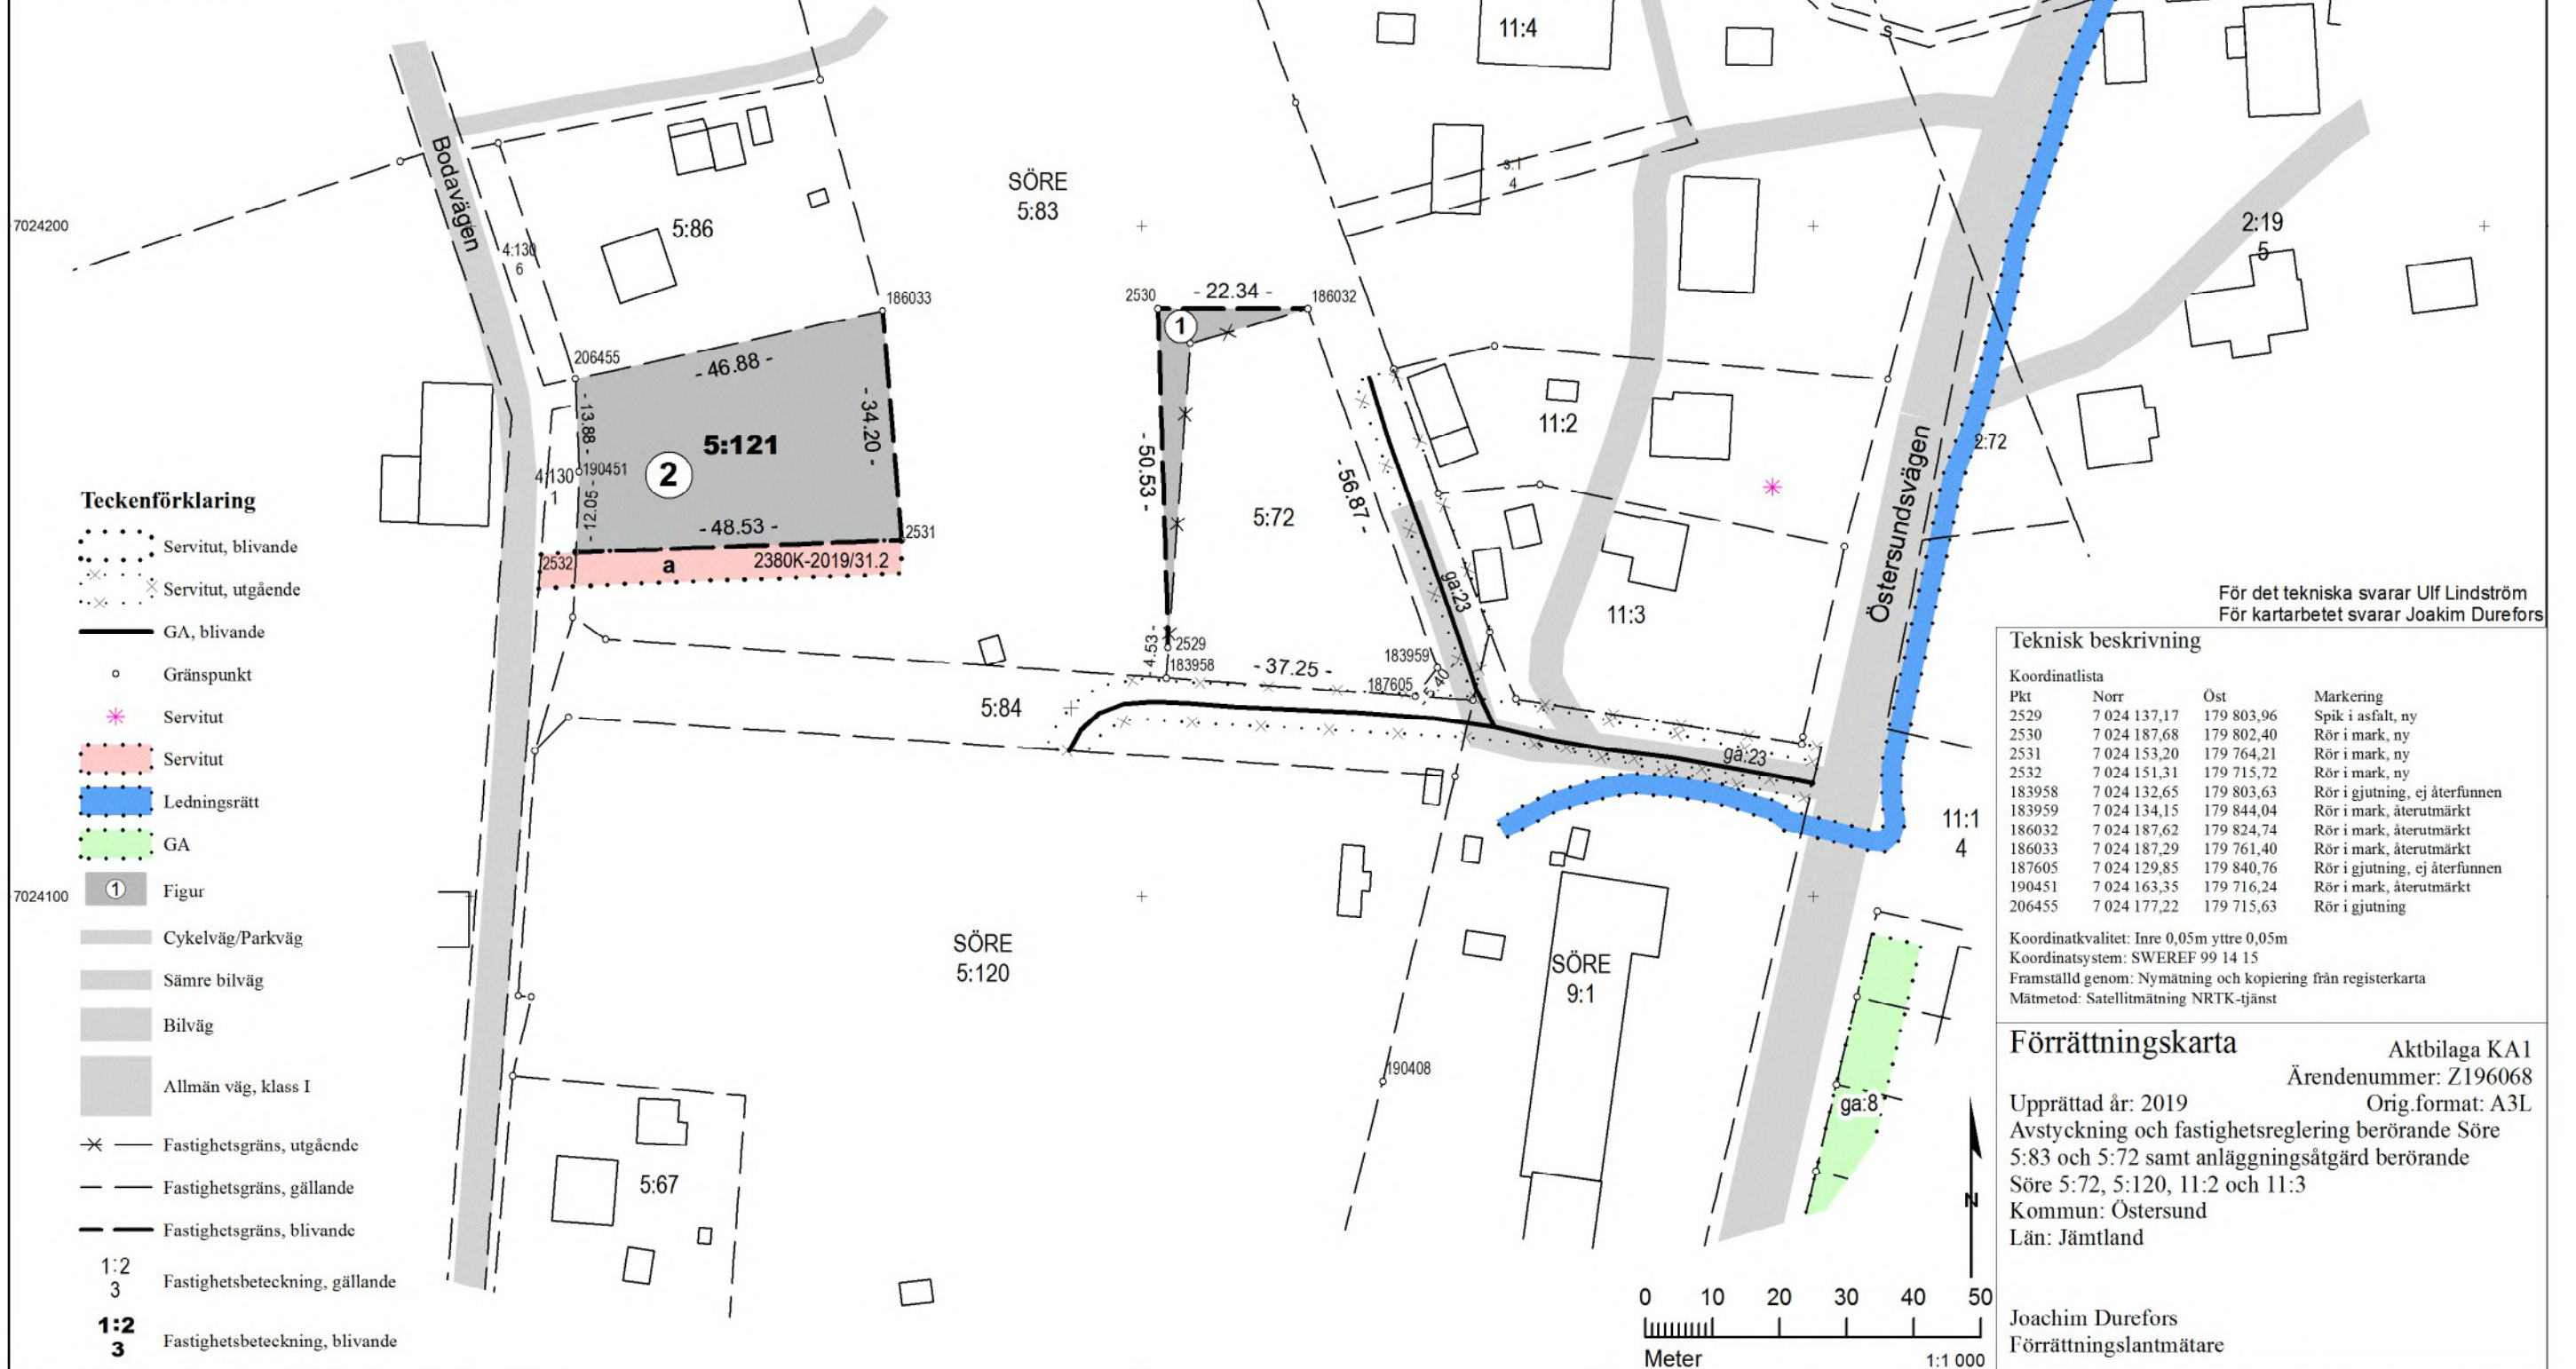 11:4
s
Bodavägen
SÖRE
5:83
s:1
4
7024200
5:86
4:130
6
2:19
5
186033
2530
- 22.34 -
186032
1
206455
- 46.88 -
- 13.88 -
- 34.20 -
5:121
2
4:130
1
190451
- 12.05 -
- 48.53 -
2531
2532
a
2380K-2019/31.2
- 50.53 -
5:72
- 56.87 -
11:2
2:72
Östersundsvägen
ga:23
11:3
- 4.53 -
2529
183958
- 37.25 -
183959
187605
5.40
5:84
ga:23
11:1
4
7024100
SÖRE
5:120
SÖRE
9:1
190408
ga:8
5:67
Teckenförklaring
Servitut, blivande
Servitut, utgående
GA, blivande
Gränspunkt
Servitut
Servitut
Ledningsrätt
GA
1 Figur
Cykelväg/Parkväg
Sämre bilväg
Bilväg
Allmän väg, klass I
Fastighetsgräns, utgående
Fastighetsgräns, gällande
Fastighetsgräns, blivande
1:2
3
Fastighetsbeteckning, gällande
1:2
3
Fastighetsbeteckning, blivande
För det tekniska svarar Ulf Lindström
För kartarbetet svarar Joakim Durefors
Teknisk beskrivning
Koordinatlista
Pkt Norr Öst Markering
2529 7 024 137,17 179 803,96 Spik i asfalt, ny
2530 7 024 187,68 179 802,40 Rör i mark, ny
2531 7 024 153,20 179 764,21 Rör i mark, ny
2532 7 024 151,31 179 715,72 Rör i mark, ny
183958 7 024 132,65 179 803,63 Rör i gjutning, ej återfunnen
183959 7 024 134,15 179 844,04 Rör i mark, återutmärkt
186032 7 024 187,62 179 824,74 Rör i mark, återutmärkt
186033 7 024 187,29 179 761,40 Rör i mark, återutmärkt
187605 7 024 129,85 179 840,76 Rör i gjutning, ej återfunnen
190451 7 024 163,35 179 716,24 Rör i mark, återutmärkt
206455 7 024 177,22 179 715,63 Rör i gjutning
Koordinatkvalitet: Inre 0,05m yttre 0,05m
Koordinatsystem: SWEREF 99 14 15
Framställd genom: Nymätning och kopiering från registerkarta
Mätmetod: Satellitmätning NRTK-tjänst
Förrättningskarta
Aktbilaga KA1
Ärendenummer: Z196068
Upprättad år: 2019 Orig.format: A3L
Avstyckning och fastighetsreglering berörande Söre
5:83 och 5:72 samt anläggningsåtgärd berörande
Söre 5:72, 5:120, 11:2 och 11:3
Kommun: Östersund
Län: Jämtland
Joachim Durefors
Förrättningslantmätare
N
0 10 20 30 40 50
Meter 1:1 000